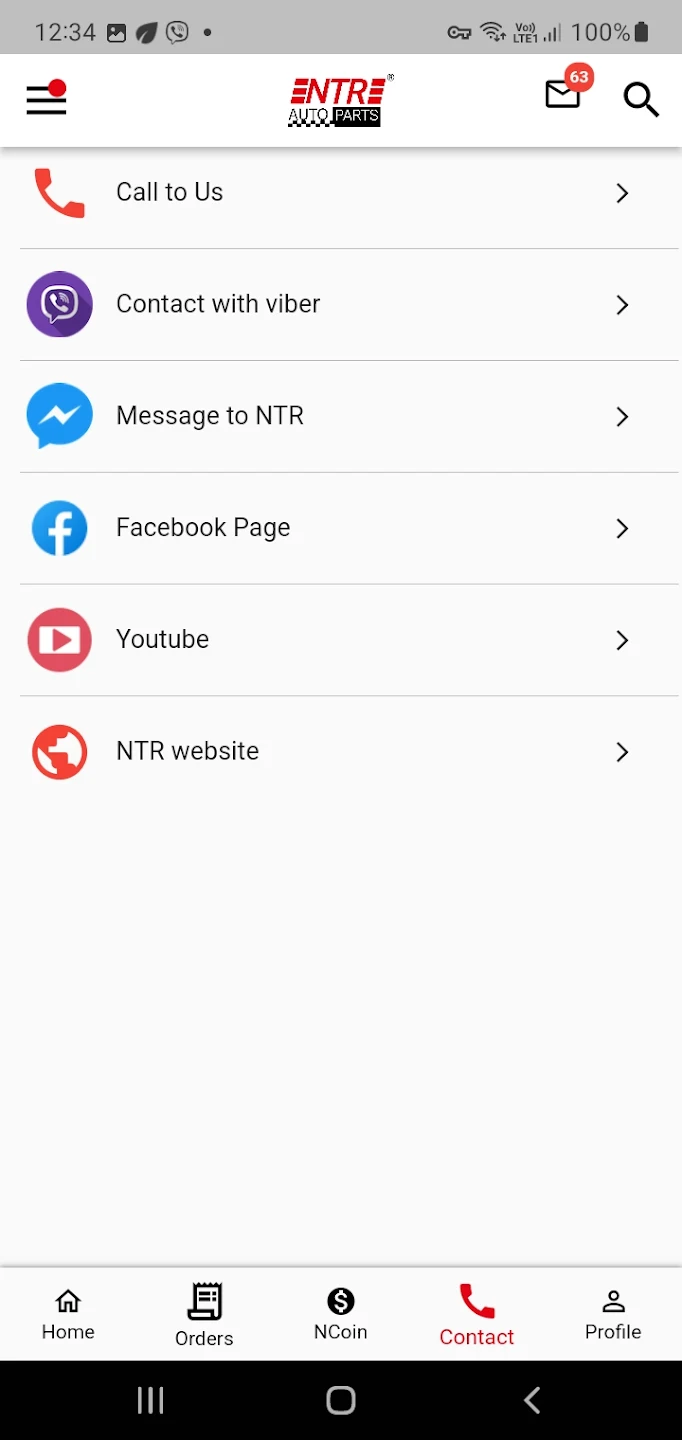 12:34
Vo))
LTE1
100%
63
NTR
®
AUTO PARTS
Call to Us
Contact with viber
Message to NTR
Facebook Page
Youtube
NTR website
Home
Orders
NCoin
Contact
Profile